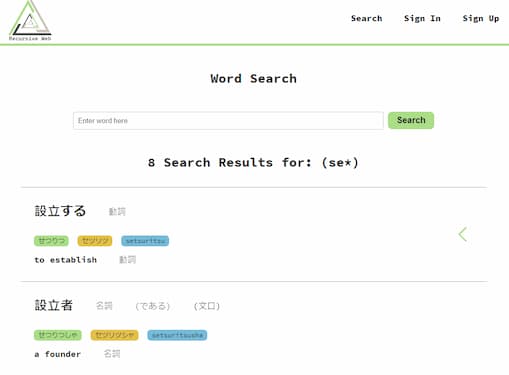 Recursive Web
Search Sign In Sign Up
Word Search
Enter word here Search
8 Search Results for: (se*)
設立する 動詞
せつりつ セツリツ setsuritsu
to establish 動詞
設立者 名詞 (である) (文口)
せつりつしゃ セツリツシャ setsuritsusha
a founder 名詞